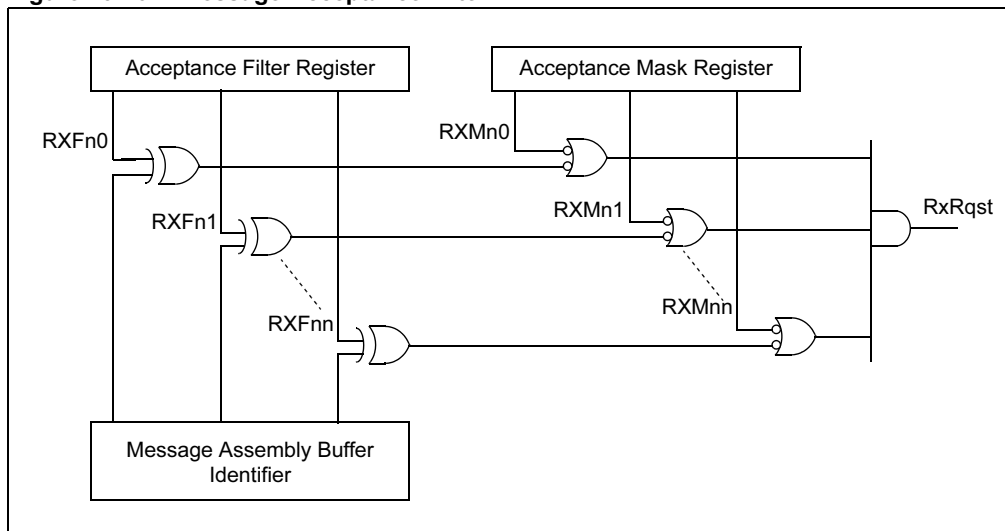 Acceptance Filter Register
Acceptance Mask Register
RXFn0
RXMn0
RXFn1
RXMn1
RxRqst
RXFnn
RXMnn
Message Assembly Buffer
Identifier